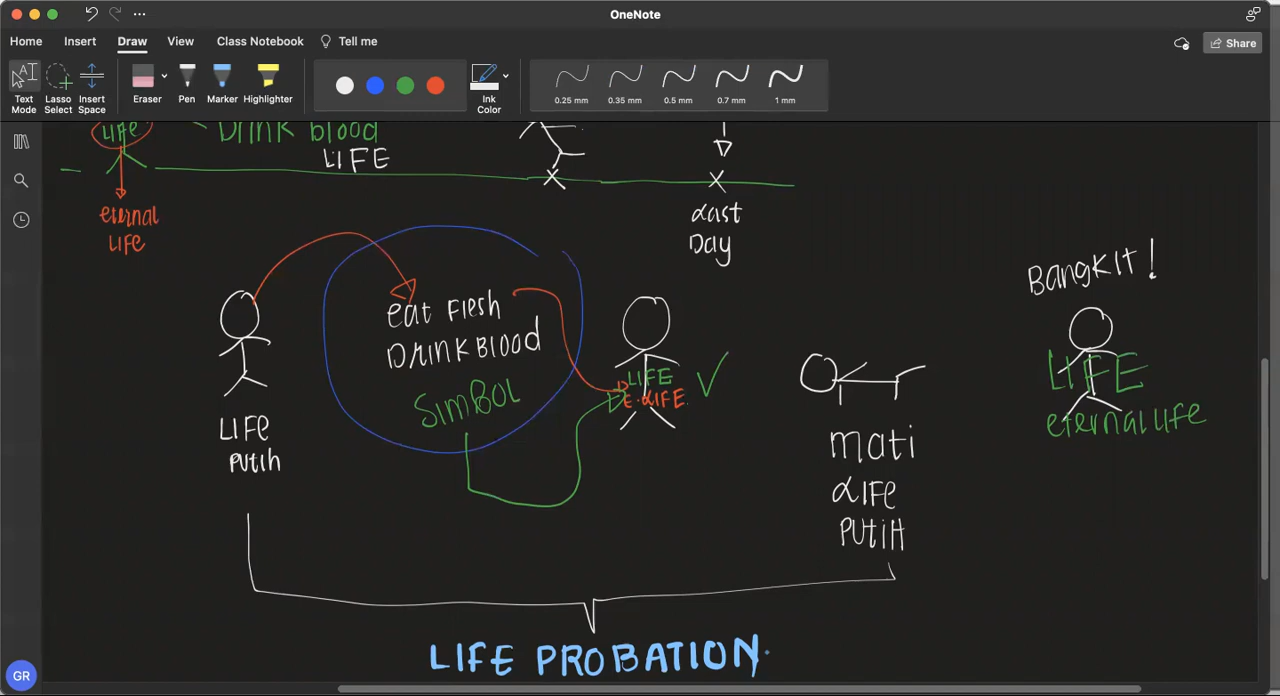 OneNote
Home Insert Draw View Class Notebook Tell me
Share
Text Mode
Lasso Select
Insert Space
Eraser
Pen
Marker
Highlighter
Ink Color
0.25 mm
0.35 mm
0.5 mm
0.7 mm
1 mm
LIFE
Drink blood
LIFE
eternal
LIFE
Last
Day
Bangkit!
eat Flesh
Drink Blood
SIMBOL
LIFE
E. LIFE
LIFE
eternal LIFE
LIFE
PUTIH
mati
LIFE
PUTIH
LIFE PROBATION
GR